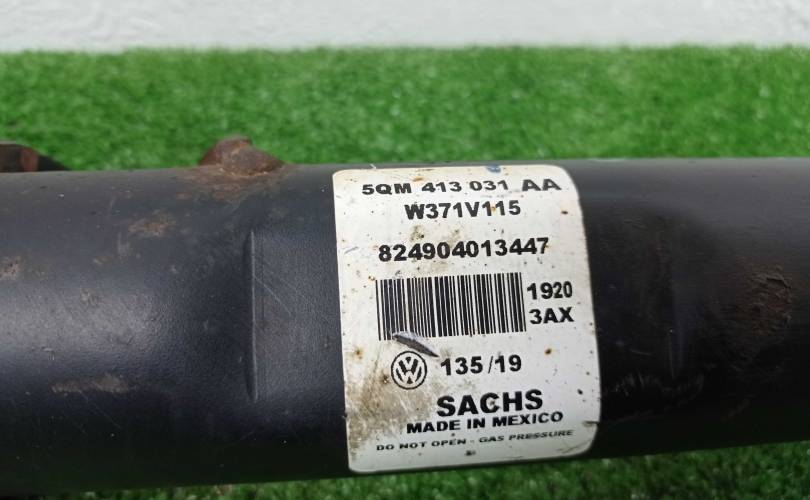 5QM 413 031 AA
W371V115
824904013447
1920
3AX
VW 135/19
SACHS
MADE IN MEXICO
DO NOT OPEN - GAS PRESSURE